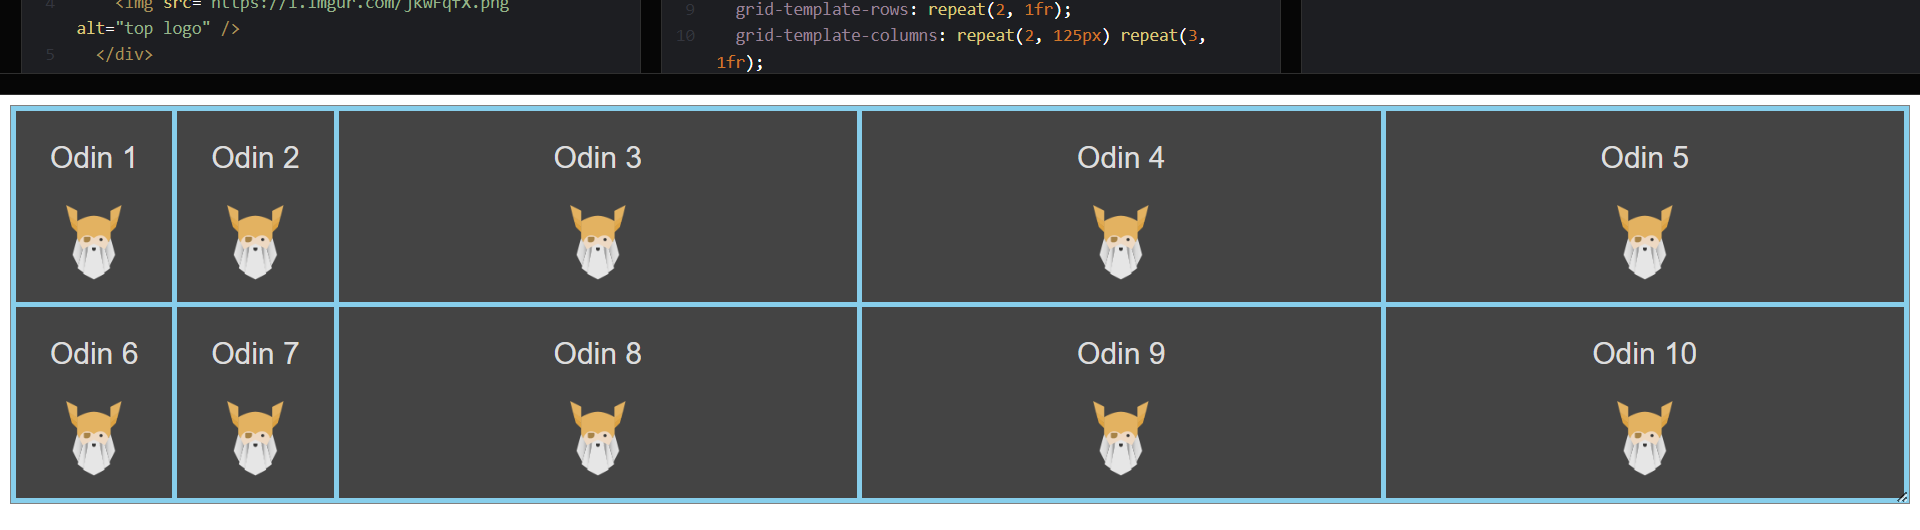 4 <img src="https://i.imgur.com/jkwFqfX.png"
alt="top logo" />
5 </div>
9 grid-template-rows: repeat(2, 1fr);
10 grid-template-columns: repeat(2, 125px) repeat(3,
1fr);
Odin 1 Odin 2 Odin 3 Odin 4 Odin 5
Odin 6 Odin 7 Odin 8 Odin 9 Odin 10